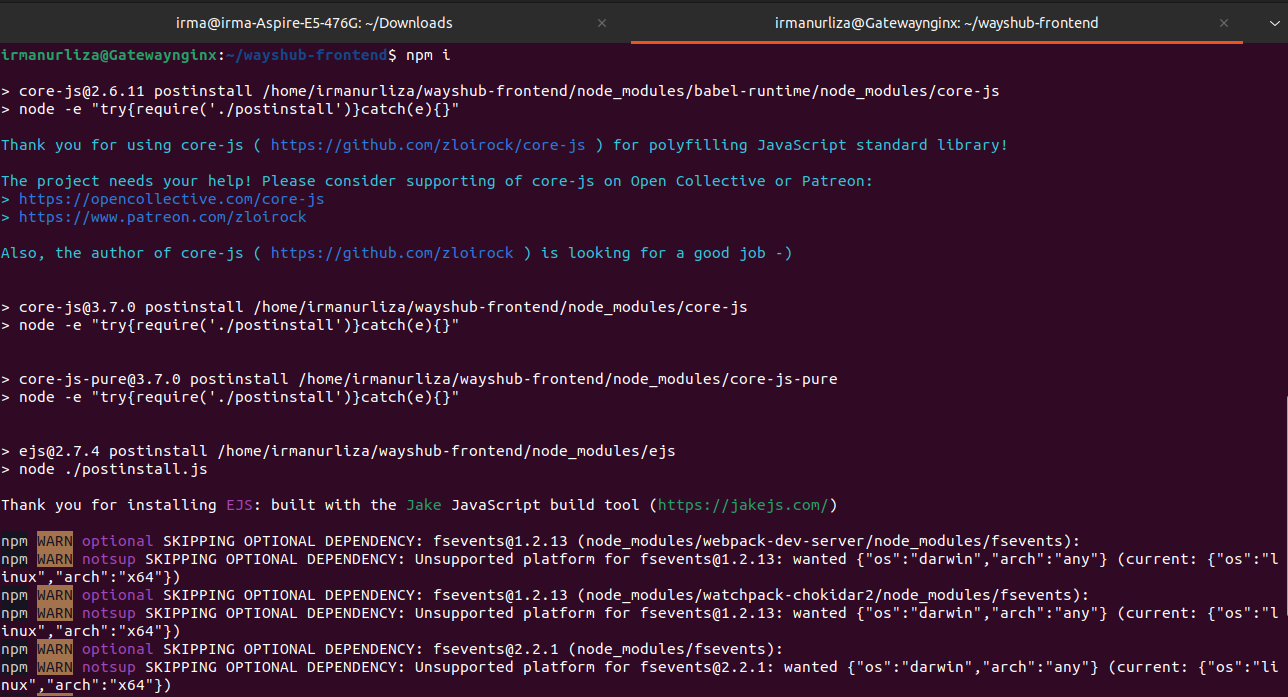 irma@irma-Aspire-E5-476G: ~/Downloads
irmanurliza@Gatewaynginx: ~/wayshub-frontend
irmanurliza@Gatewaynginx:~/wayshub-frontend$ npm i
> core-js@2.6.11 postinstall /home/irmanurliza/wayshub-frontend/node_modules/babel-runtime/node_modules/core-js
> node -e "try{require('./postinstall')}catch(e){}"
Thank you for using core-js ( https://github.com/zloirock/core-js ) for polyfilling JavaScript standard library!
The project needs your help! Please consider supporting of core-js on Open Collective or Patreon:
> https://opencollective.com/core-js
> https://www.patreon.com/zloirock
Also, the author of core-js ( https://github.com/zloirock ) is looking for a good job -)
> core-js@3.7.0 postinstall /home/irmanurliza/wayshub-frontend/node_modules/core-js
> node -e "try{require('./postinstall')}catch(e){}"
> core-js-pure@3.7.0 postinstall /home/irmanurliza/wayshub-frontend/node_modules/core-js-pure
> node -e "try{require('./postinstall')}catch(e){}"
> ejs@2.7.4 postinstall /home/irmanurliza/wayshub-frontend/node_modules/ejs
> node ./postinstall.js
Thank you for installing EJS: built with the Jake JavaScript build tool (https://jakejs.com/)
npm WARN optional SKIPPING OPTIONAL DEPENDENCY: fsevents@1.2.13 (node_modules/webpack-dev-server/node_modules/fsevents):
npm WARN notsup SKIPPING OPTIONAL DEPENDENCY: Unsupported platform for fsevents@1.2.13: wanted {"os":"darwin","arch":"any"} (current: {"os":"l
inux","arch":"x64"})
npm WARN optional SKIPPING OPTIONAL DEPENDENCY: fsevents@1.2.13 (node_modules/watchpack-chokidar2/node_modules/fsevents):
npm WARN notsup SKIPPING OPTIONAL DEPENDENCY: Unsupported platform for fsevents@1.2.13: wanted {"os":"darwin","arch":"any"} (current: {"os":"l
inux","arch":"x64"})
npm WARN optional SKIPPING OPTIONAL DEPENDENCY: fsevents@2.2.1 (node_modules/fsevents):
npm WARN notsup SKIPPING OPTIONAL DEPENDENCY: Unsupported platform for fsevents@2.2.1: wanted {"os":"darwin","arch":"any"} (current: {"os":"li
nux","arch":"x64"})